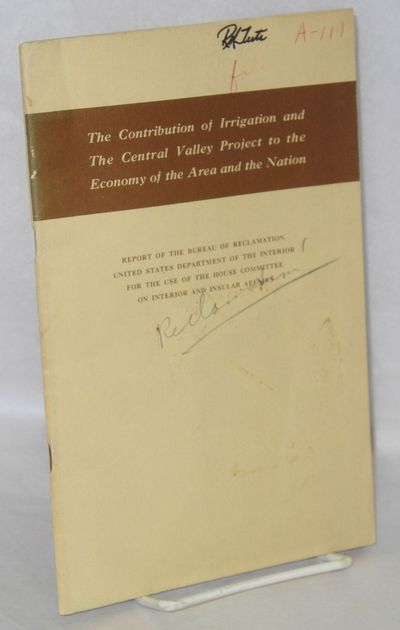 A-111
The Contribution of Irrigation and
The Central Valley Project to the
Economy of the Area and the Nation
REPORT OF THE BUREAU OF RECLAMATION
UNITED STATES DEPARTMENT OF THE INTERIOR
FOR THE USE OF THE HOUSE COMMITTEE
ON INTERIOR AND INSULAR AFFAIRS
Reclamation